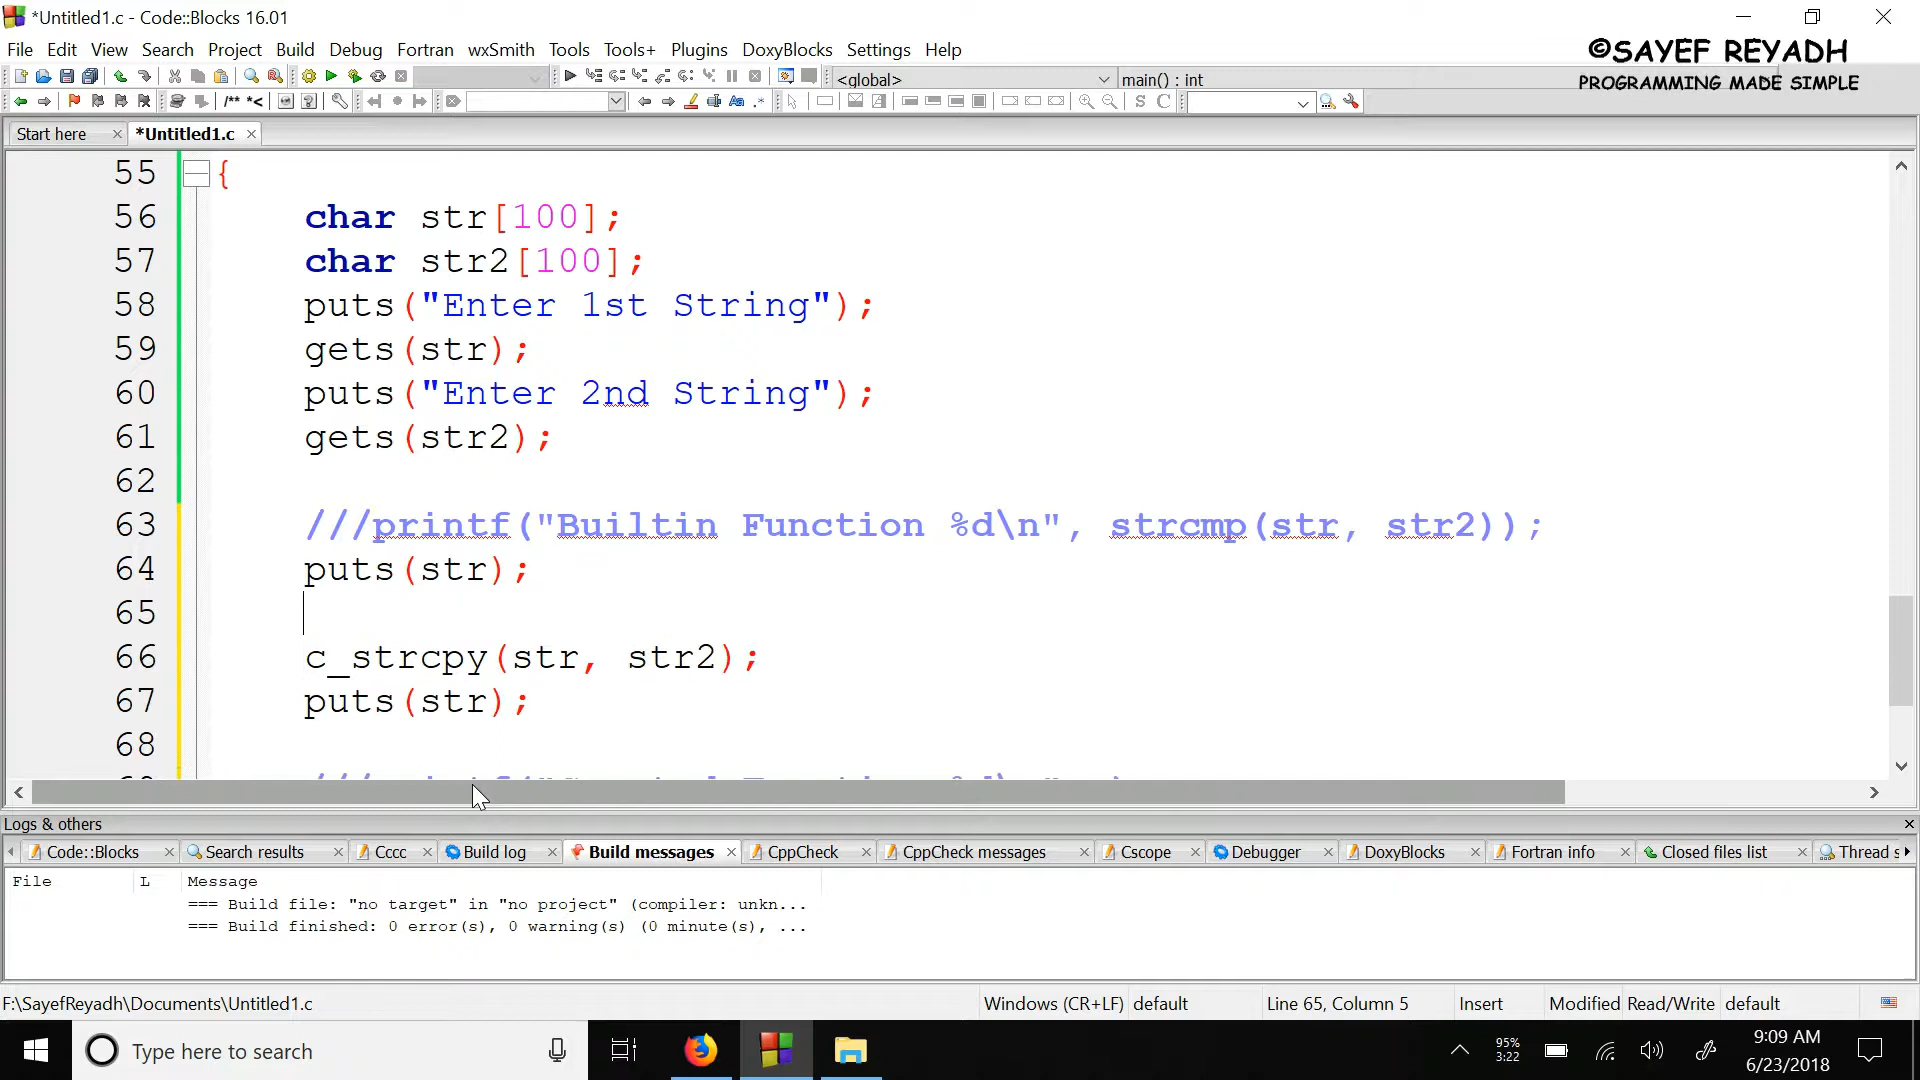 *Untitled1.c - Code::Blocks 16.01
File Edit View Search Project Build Debug Fortran wxSmith Tools Tools+ Plugins DoxyBlocks Settings Help
©SAYEF REYADH
PROGRAMMING MADE SIMPLE
<global> main() : int
/** *<
S C
Start here *Untitled1.c
55 {
56 char str[100];
57 char str2[100];
58 puts("Enter 1st String");
59 gets(str);
60 puts("Enter 2nd String");
61 gets(str2);
62
63 ///printf("Builtin Function %d\n", strcmp(str, str2));
64 puts(str);
65
66 c_strcpy(str, str2);
67 puts(str);
68
Logs & others
Code::Blocks Search results Cccc Build log Build messages CppCheck CppCheck messages Cscope Debugger DoxyBlocks Fortran info Closed files list Thread s
File L Message
=== Build file: "no target" in "no project" (compiler: unkn...
=== Build finished: 0 error(s), 0 warning(s) (0 minute(s), ...
F:\SayefReyadh\Documents\Untitled1.c Windows (CR+LF) default Line 65, Column 5 Insert Modified Read/Write default
Type here to search
95%
3:22
9:09 AM
6/23/2018